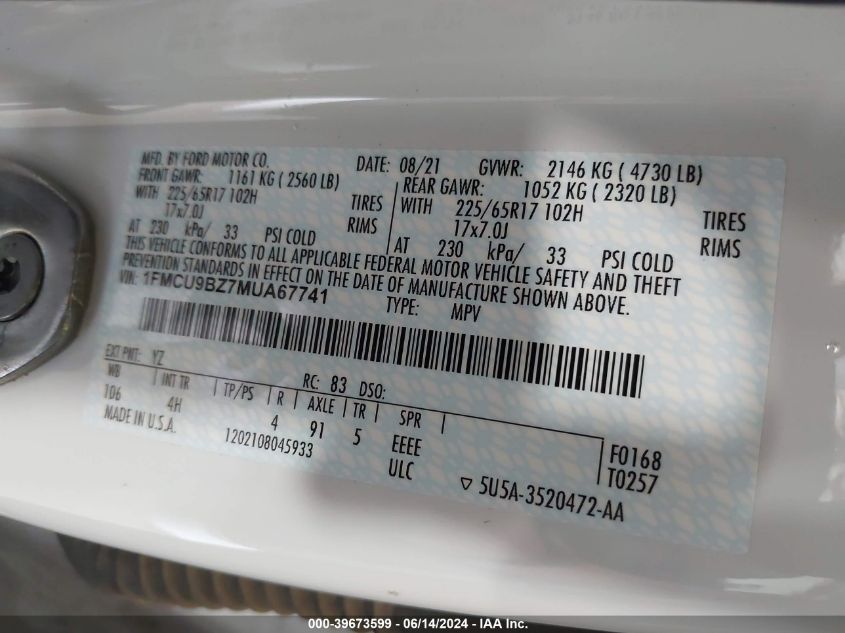 MFD. BY FORD MOTOR CO. DATE: 08/21 GVWR: 2146 KG ( 4730 LB)
FRONT GAWR: 1161 KG ( 2560 LB) REAR GAWR: 1052 KG ( 2320 LB)
WITH 225/65R17 102H TIRES WITH 225/65R17 102H TIRES
17x7.0J RIMS 17x7.0J RIMS
AT 230 kPa/ 33 PSI COLD AT 230 kPa/ 33 PSI COLD
THIS VEHICLE CONFORMS TO ALL APPLICABLE FEDERAL MOTOR VEHICLE SAFETY AND THEFT
PREVENTION STANDARDS IN EFFECT ON THE DATE OF MANUFACTURE SHOWN ABOVE.
VIN: 1FMCU9BZ7MUA67741 TYPE: MPV
EXT PNT: YZ RC: 83 DSO:
WB INT TR TP/PS R AXLE TR SPR
106 4H 4 91 5 EEEE F0168
MADE IN U.S.A. 1202108045933 ULC T0257
5U5A-3520472-AA
000-39673599 - 06/14/2024 - IAA Inc.